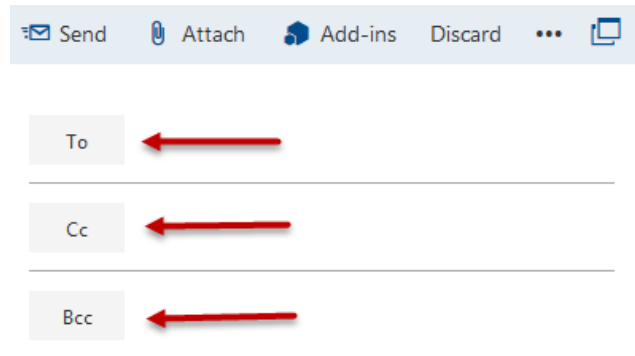 Send Attach Add-ins Discard •••
To
Cc
Bcc